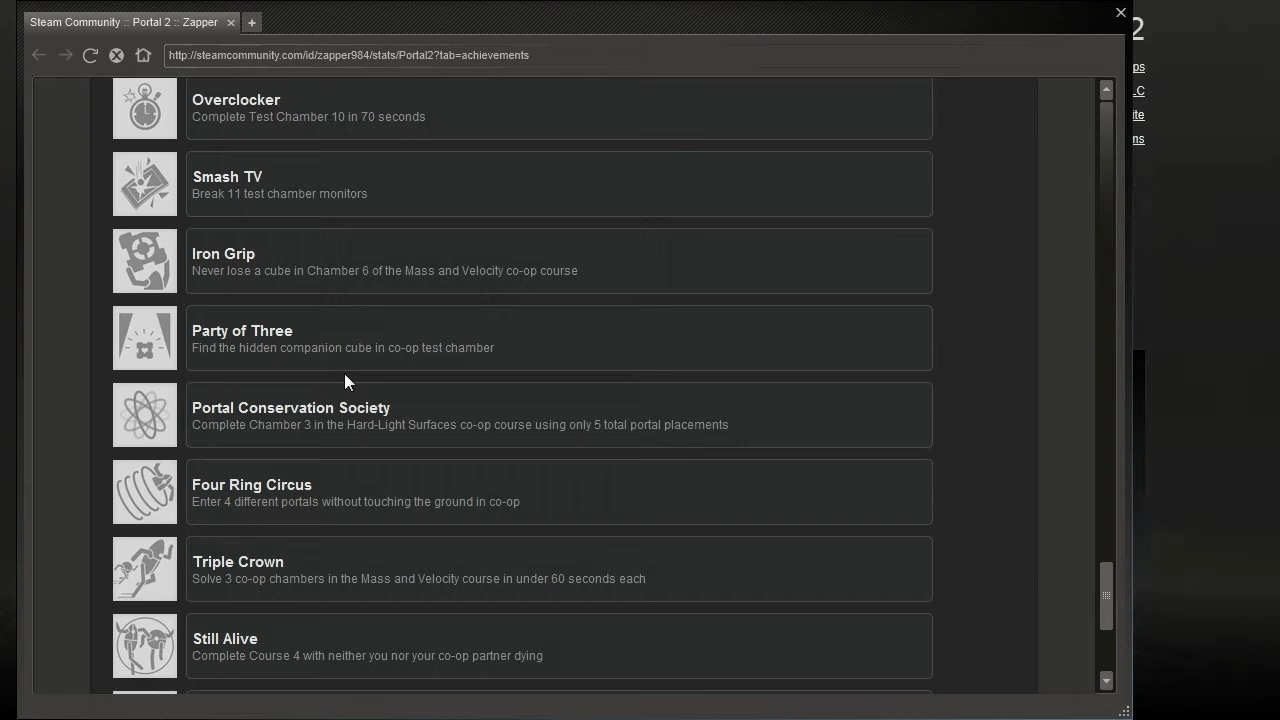 2
Steam Community :: Portal 2 :: Zapper
http://steamcommunity.com/id/zapper984/stats/Portal2?tab=achievements
ps
LC
ite
ms
Overclocker
Complete Test Chamber 10 in 70 seconds
Smash TV
Break 11 test chamber monitors
Iron Grip
Never lose a cube in Chamber 6 of the Mass and Velocity co-op course
Party of Three
Find the hidden companion cube in co-op test chamber
Portal Conservation Society
Complete Chamber 3 in the Hard-Light Surfaces co-op course using only 5 total portal placements
Four Ring Circus
Enter 4 different portals without touching the ground in co-op
Triple Crown
Solve 3 co-op chambers in the Mass and Velocity course in under 60 seconds each
Still Alive
Complete Course 4 with neither you nor your co-op partner dying